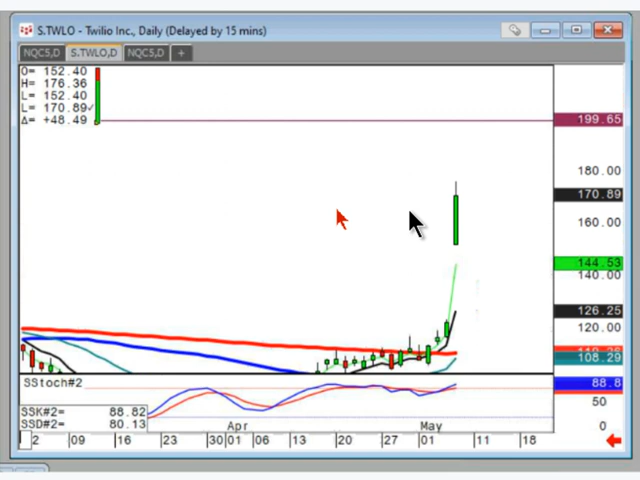 S.TWLO - Twilio Inc., Daily (Delayed by 15 mins)
NQC5,D S.TWLO,D NQC5,D +
O= 152.40
H= 176.36
L= 152.40
L= 170.89✓
Δ= +48.49
199.65
180.00
170.89
160.00
144.53
140.00
126.25
120.00
108.29
SStoch#2
88.8
50
SSK#2= 88.82
SSD#2= 80.13
0
Apr May
2 09 16 23 30 01 06 13 20 27 01 11 18